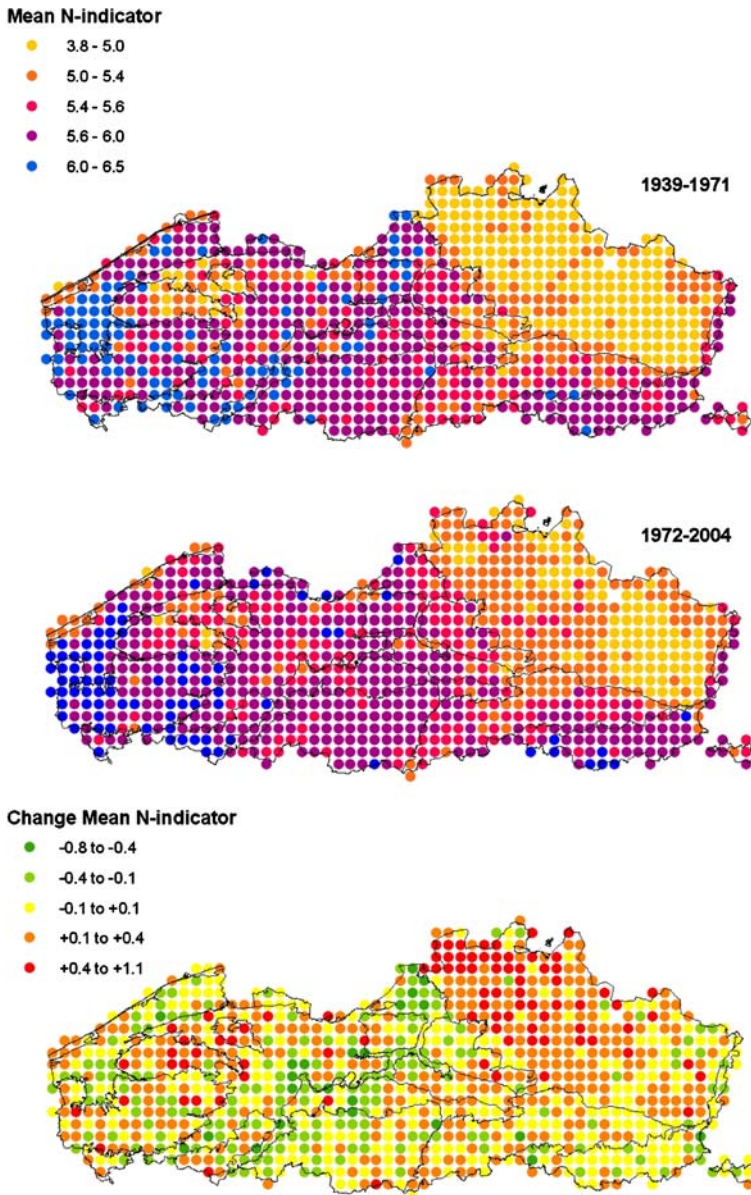 Mean N-indicator
3.8 - 5.0
5.0 - 5.4
5.4 - 5.6
5.6 - 6.0
6.0 - 6.5
1939-1971
1972-2004
Change Mean N-indicator
-0.8 to -0.4
-0.4 to -0.1
-0.1 to +0.1
+0.1 to +0.4
+0.4 to +1.1